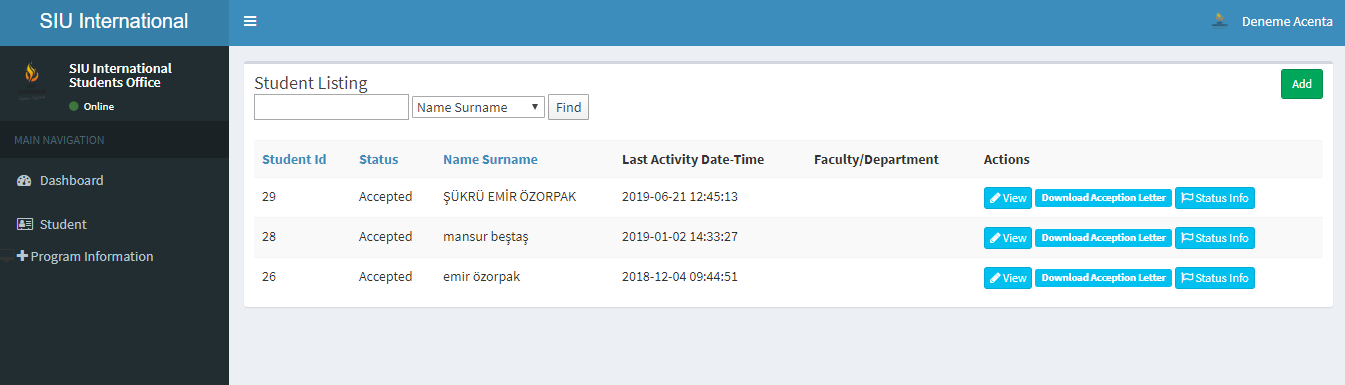 SIU International
Deneme Acenta
SIU International
Students Office
Online
MAIN NAVIGATION
Dashboard
Student
Program Information
Student Listing
Add
Name Surname
Find
Student Id Status Name Surname Last Activity Date-Time Faculty/Department Actions
29 Accepted ŞÜKRÜ EMİR ÖZORPAK 2019-06-21 12:45:13 View Download Acception Letter Status Info
28 Accepted mansur beştaş 2019-01-02 14:33:27 View Download Acception Letter Status Info
26 Accepted emir özorpak 2018-12-04 09:44:51 View Download Acception Letter Status Info